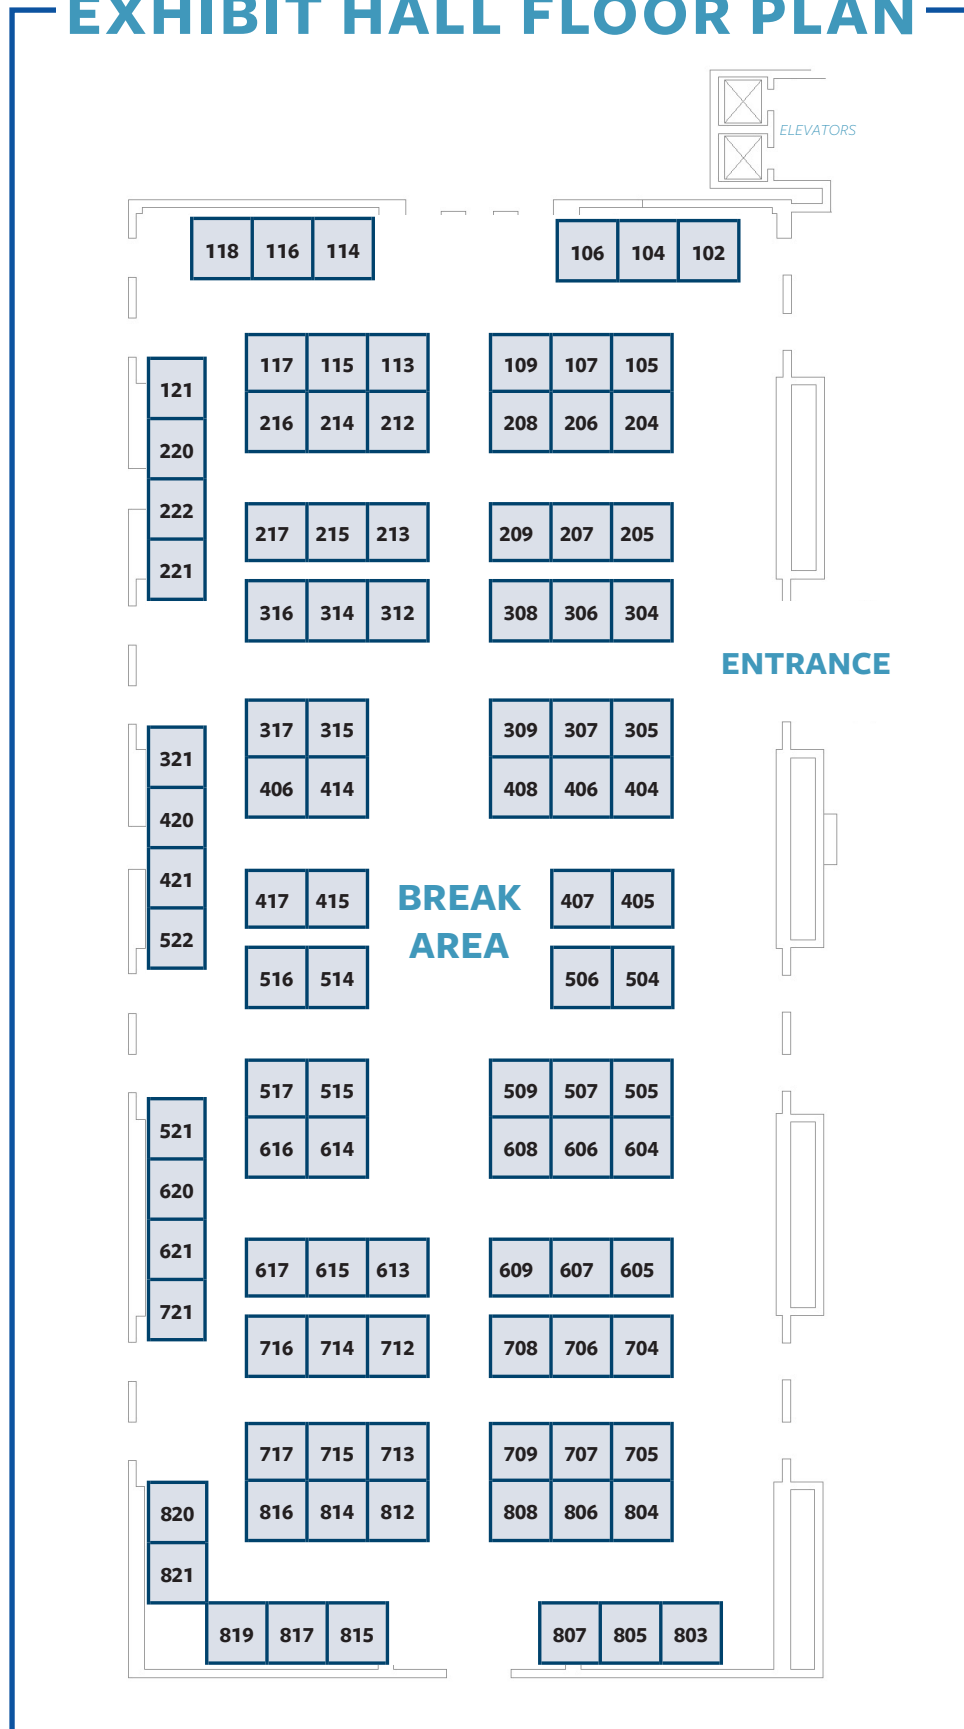 EXHIBIT HALL FLOOR PLAN
ELEVATORS
118 116 114 106 104 102
117 115 113 109 107 105
121
216 214 212 208 206 204
220
222
217 215 213 209 207 205
221
316 314 312 308 306 304
ENTRANCE
317 315 309 307 305
321
406 414 408 406 404
420
421
417 415 BREAK 407 405
522 AREA
516 514 506 504
517 515 509 507 505
521
616 614 608 606 604
620
621
617 615 613 609 607 605
721
716 714 712 708 706 704
717 715 713 709 707 705
820 816 814 812 808 806 804
821
819 817 815 807 805 803